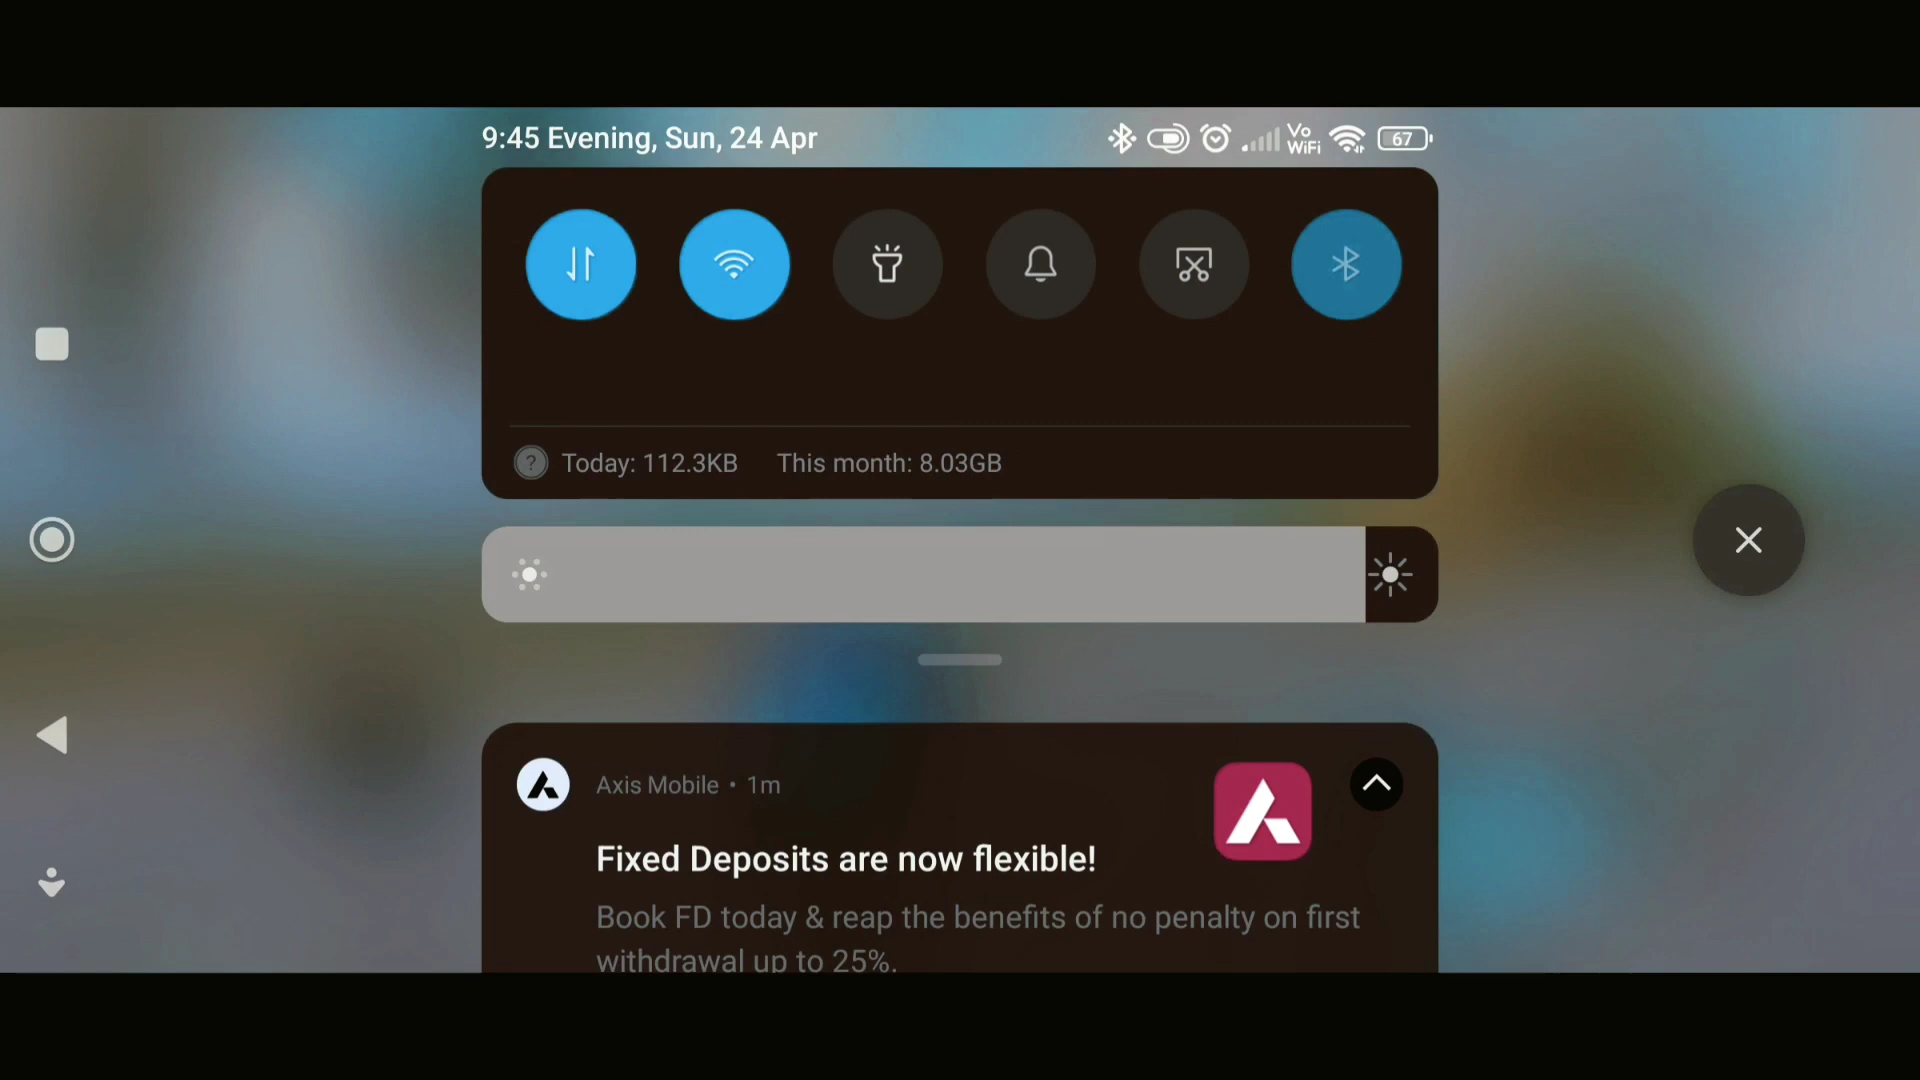 9:45 Evening, Sun, 24 Apr
Vo
WiFi
67
Today: 112.3KB This month: 8.03GB
Axis Mobile • 1m
Fixed Deposits are now flexible!
Book FD today & reap the benefits of no penalty on first
withdrawal up to 25%.